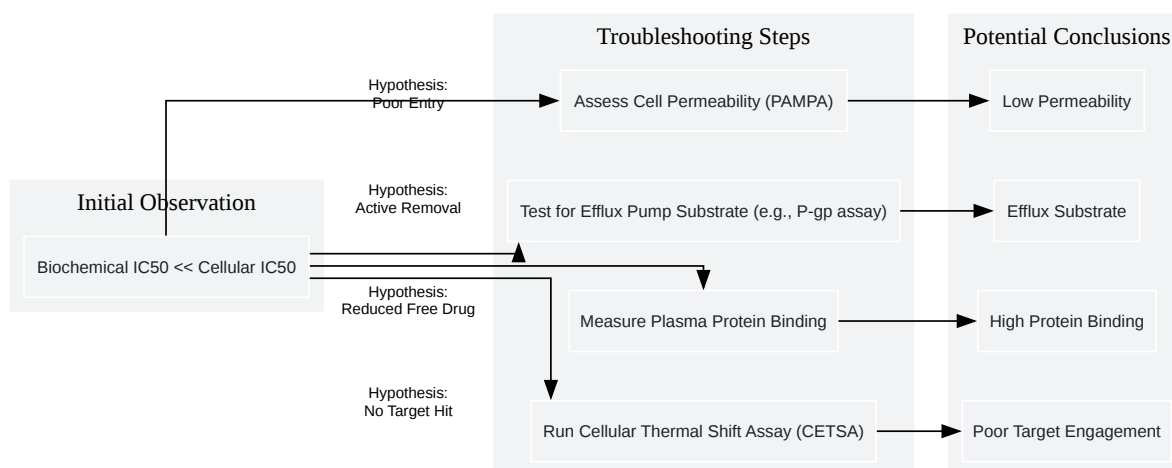 Troubleshooting Steps
Potential Conclusions
Hypothesis:
Poor Entry
Assess Cell Permeability (PAMPA)
Low Permeability
Initial Observation
Hypothesis:
Active Removal
Test for Efflux Pump Substrate (e.g., P-gp assay)
Efflux Substrate
Biochemical IC50 << Cellular IC50
Hypothesis:
Reduced Free Drug
Measure Plasma Protein Binding
High Protein Binding
Hypothesis:
No Target Hit
Run Cellular Thermal Shift Assay (CETSA)
Poor Target Engagement